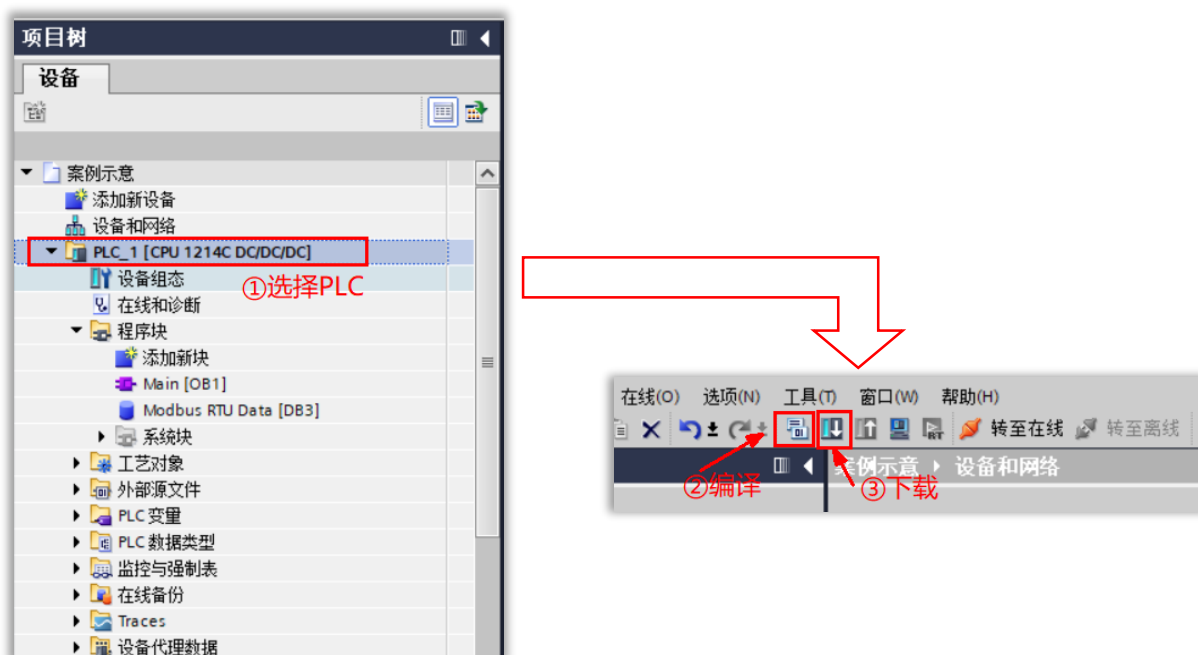 项目树
设备
案例示意
添加新设备
设备和网络
PLC_1 [CPU 1214C DC/DC/DC]
设备组态
①选择PLC
在线和诊断
程序块
添加新块
Main [OB1]
Modbus RTU Data [DB3]
系统块
工艺对象
外部源文件
PLC 变量
PLC 数据类型
监控与强制表
在线备份
Traces
设备代理数据
在线(O) 选项(N) 工具(T) 窗口(W) 帮助(H)
转至在线 转至离线
案例示意 设备和网络
②编译
③下载